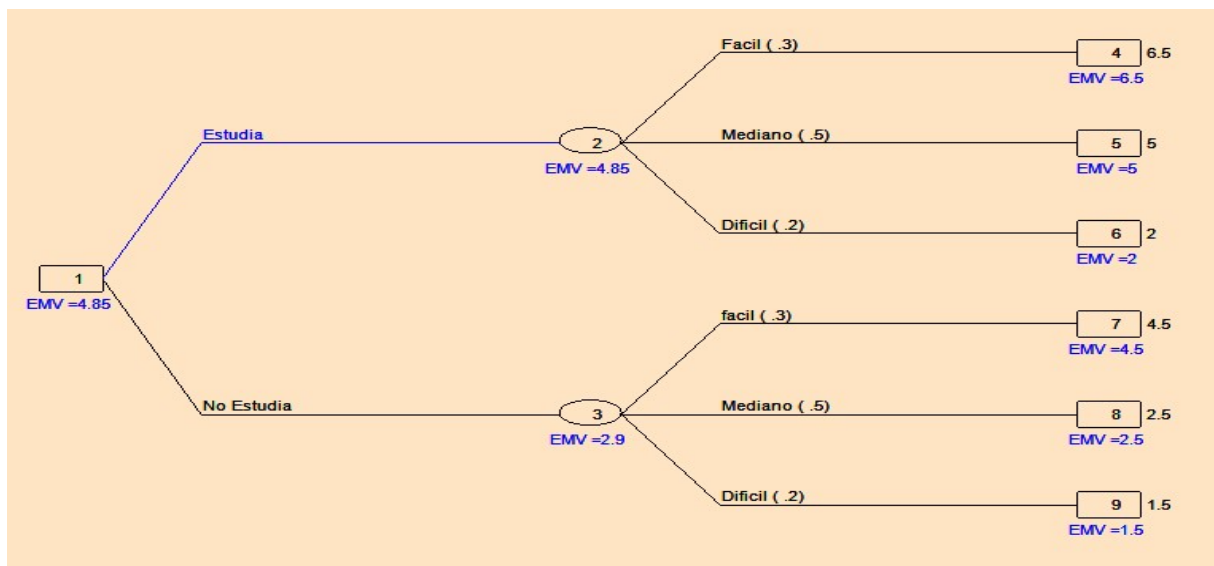 Facil ( .3)
4 6.5
EMV =6.5
Estudia
Mediano ( .5)
2
5 5
EMV =4.85
EMV =5
Dificil ( .2)
6 2
EMV =2
1
EMV =4.85
facil ( .3)
7 4.5
EMV =4.5
No Estudia
Mediano ( .5)
3
8 2.5
EMV =2.9
EMV =2.5
Dificil ( .2)
9 1.5
EMV =1.5